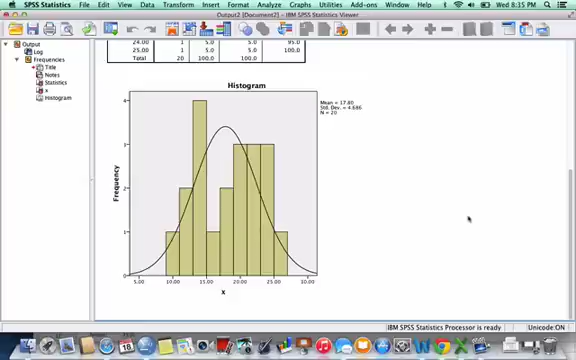 SPSS Statistics File Edit View Data Transform Insert Format Analyze Graphs Utilities Add-ons Window Help Wed 8:35 PM
Output2 [Document2] - IBM SPSS Statistics Viewer
Output
Log
Frequencies
Title
Notes
Statistics
x
Histogram
24.00 1 5.0 5.0 95.0
25.00 1 5.0 5.0 100.0
Total 20 100.0 100.0
Histogram
Mean = 17.80
Std. Dev. = 4.686
N = 20
Frequency
4
3
2
1
0
5.00 10.00 15.00 20.00 25.00 30.00
x
IBM SPSS Statistics Processor is ready
Unicode:ON
18